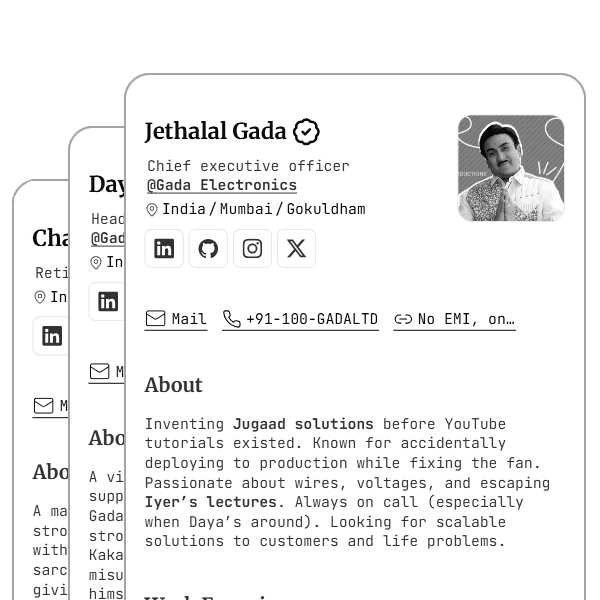 Jethalal Gada
Chief executive officer
@Gada Electronics
India/Mumbai/Gokuldham
Mail
+91-100-GADALTD
No EMI, on…
About
Inventing Jugaad solutions before YouTube
tutorials existed. Known for accidentally
deploying to production while fixing the fan.
Passionate about wires, voltages, and escaping
Iyer’s lectures. Always on call (especially
when Daya’s around). Looking for scalable
solutions to customers and life problems.
Day
Head
@Gad
In
M
Abo
A vi
supp
Gada
stro
Kaka
misu
hims
Cha
Reti
In
M
Abo
A ma
stro
with
sarc
givi